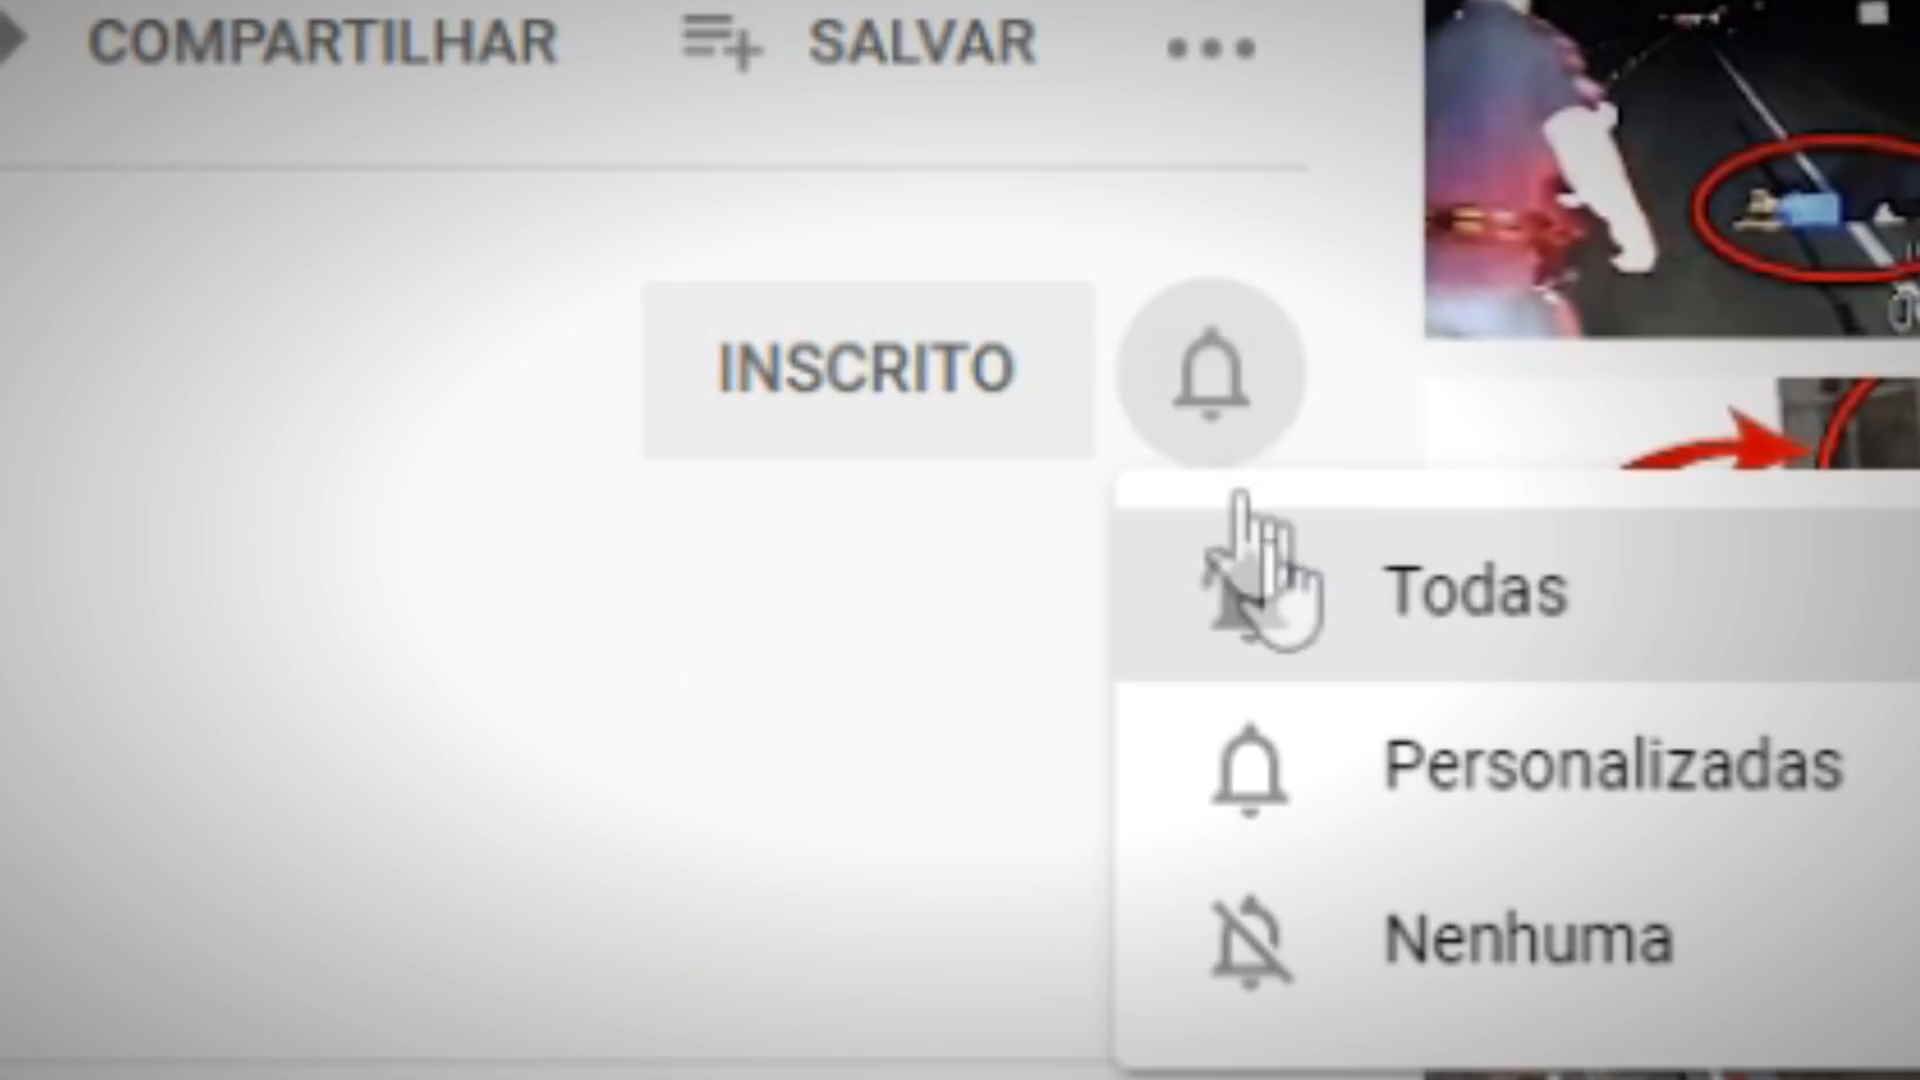 COMPARTILHAR SALVAR
INSCRITO
Todas
Personalizadas
Nenhuma